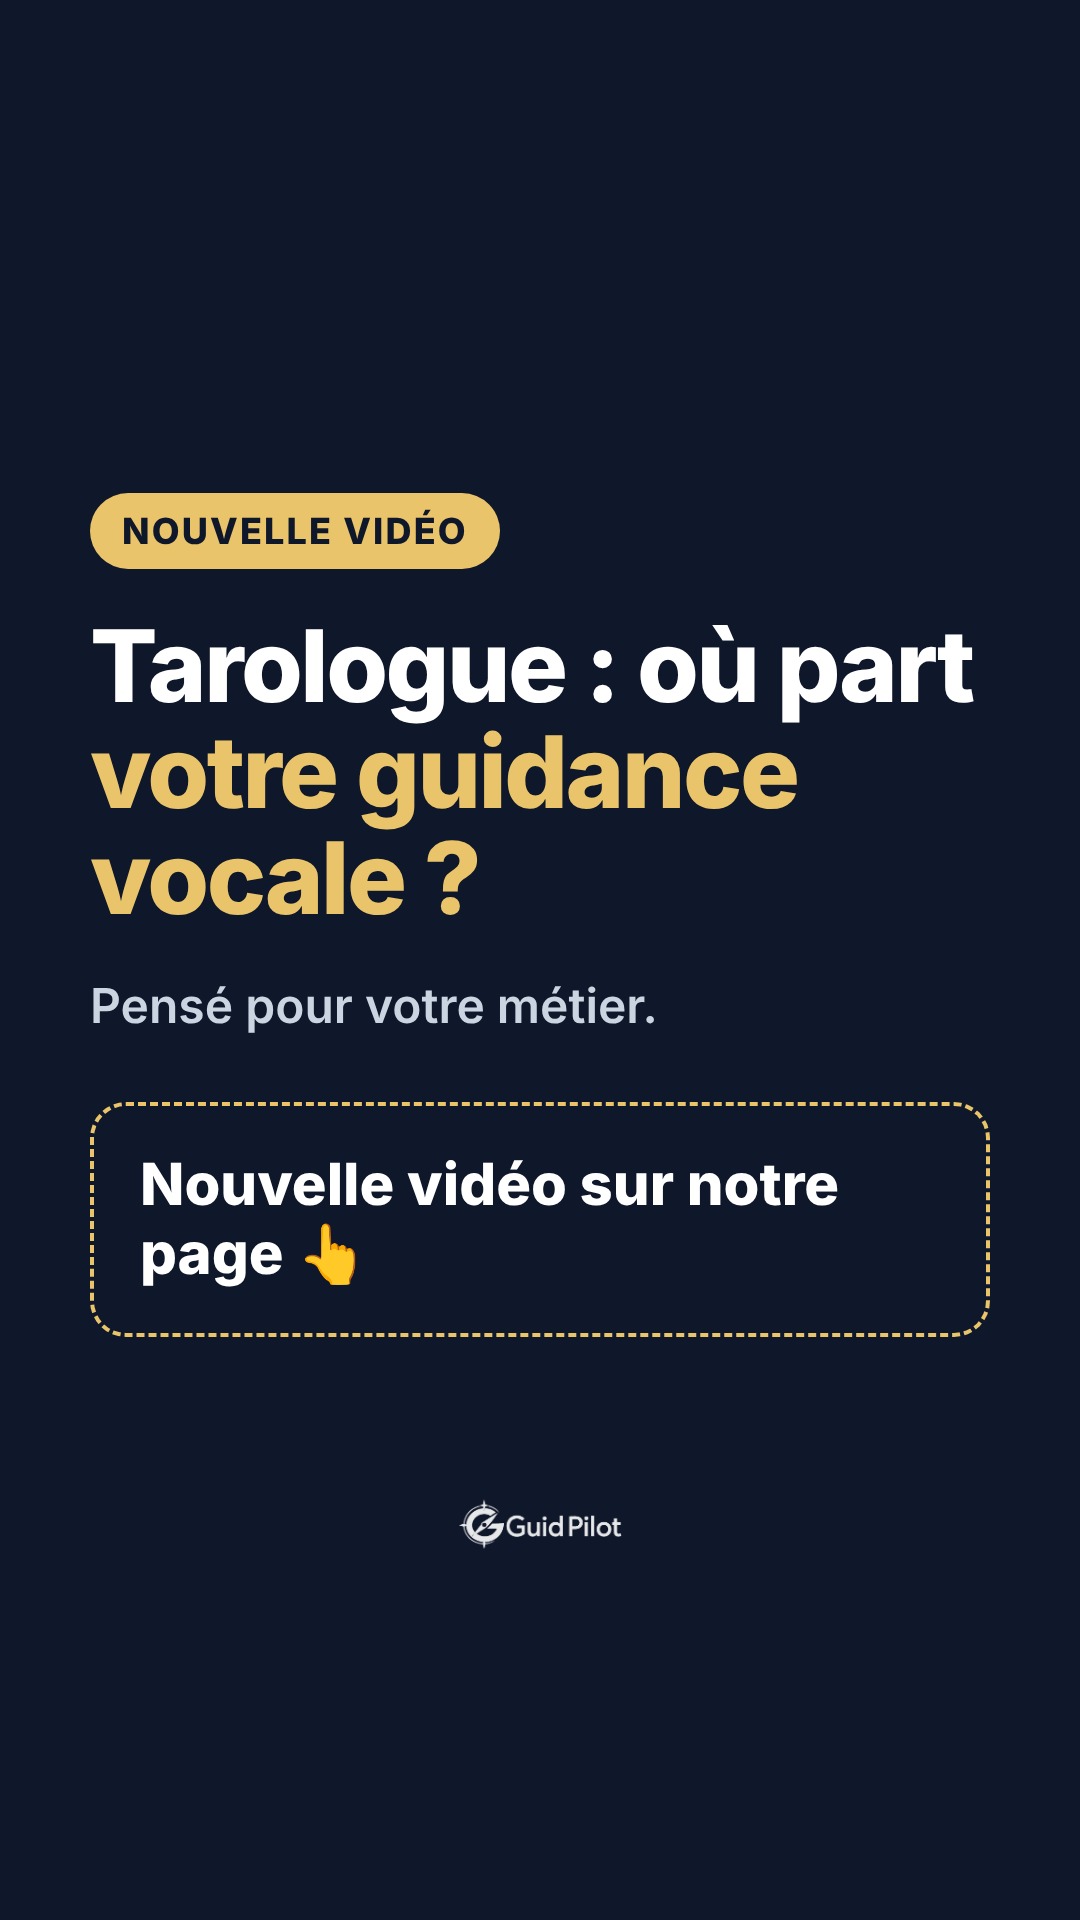 NOUVELLE VIDÉO
Tarologue : où part
votre guidance
vocale ?
Pensé pour votre métier.
Nouvelle vidéo sur notre
page 👆
GuidPilot